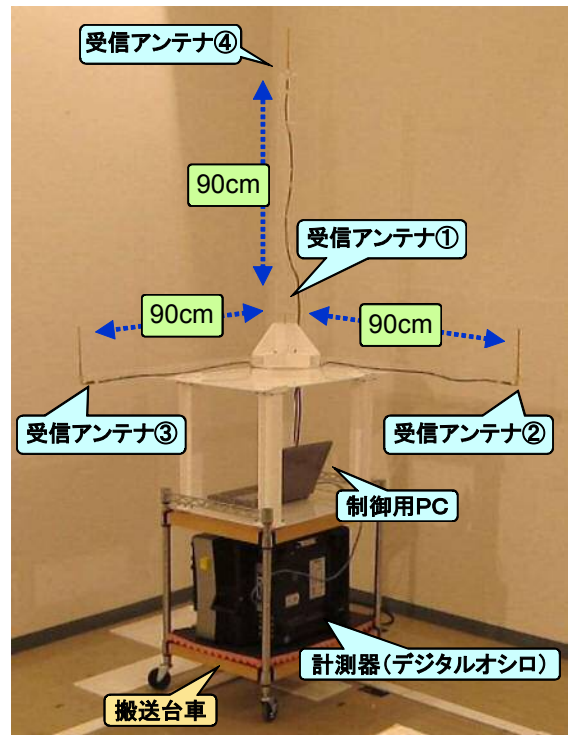 受信アンテナ④
90cm
受信アンテナ①
90cm
90cm
受信アンテナ③
受信アンテナ②
制御用PC
計測器(デジタルオシロ)
搬送台車